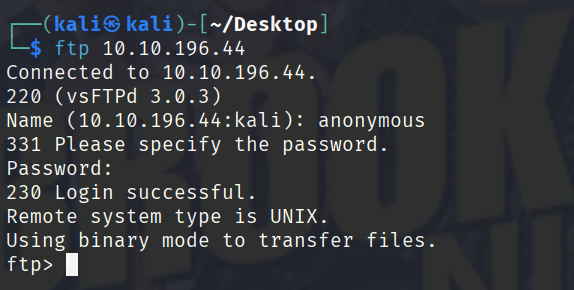 ┌──(kali㉿kali)-[~/Desktop]
└─$ ftp 10.10.196.44
Connected to 10.10.196.44.
220 (vsFTPd 3.0.3)
Name (10.10.196.44:kali): anonymous
331 Please specify the password.
Password:
230 Login successful.
Remote system type is UNIX.
Using binary mode to transfer files.
ftp>